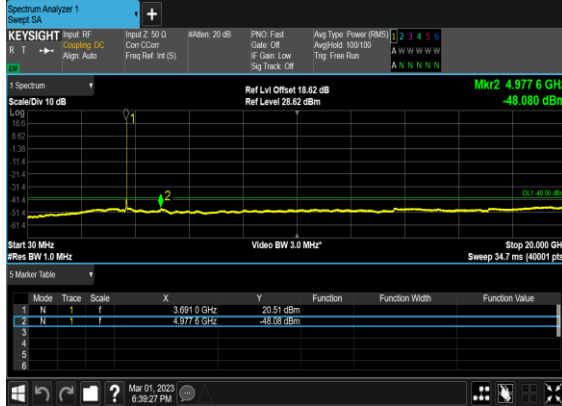 Spectrum Analyzer 1
Swept SA
+
KEYSIGHT Input: RF Input Z: 50 Ω #Atten: 20 dB PNO: Fast Avg Type: Power (RMS) 1 2 3 4 5 6
R T Coupling: DC Corr CCorr Gate: Off Avg|Hold: 100/100 A W W W W W
Align: Auto Freq Ref: Int (S) IF Gain: Low Trig: Free Run
LXI Sig Track: Off A N N N N N
1 Spectrum Ref Lvl Offset 18.62 dB Mkr2 4.977 6 GHz
Scale/Div 10 dB Ref Level 28.62 dBm -48.080 dBm
Log
18.6
8.62
-1.38
-11.4
-21.4
-31.4
-41.4
-51.4
-61.4
1
2
DL1 -40.00 dBm
Start 30 MHz Video BW 3.0 MHz* Stop 20.000 GHz
#Res BW 1.0 MHz Sweep 34.7 ms (40001 pts)
5 Marker Table
Mode Trace Scale X Y Function Function Width Function Value
1 N 1 f 3.691 0 GHz 20.51 dBm
2 N 1 f 4.977 6 GHz -48.08 dBm
3
4
5
6
? Mar 01, 2023
6:39:27 PM